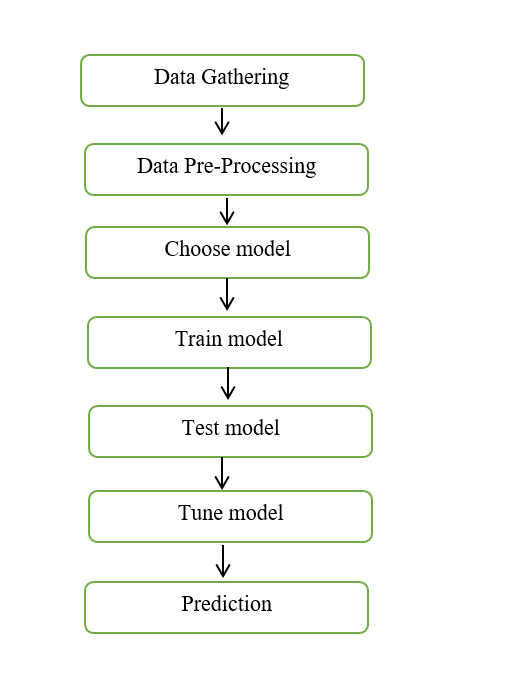 Data Gathering
Data Pre-Processing
Choose model
Train model
Test model
Tune model
Prediction